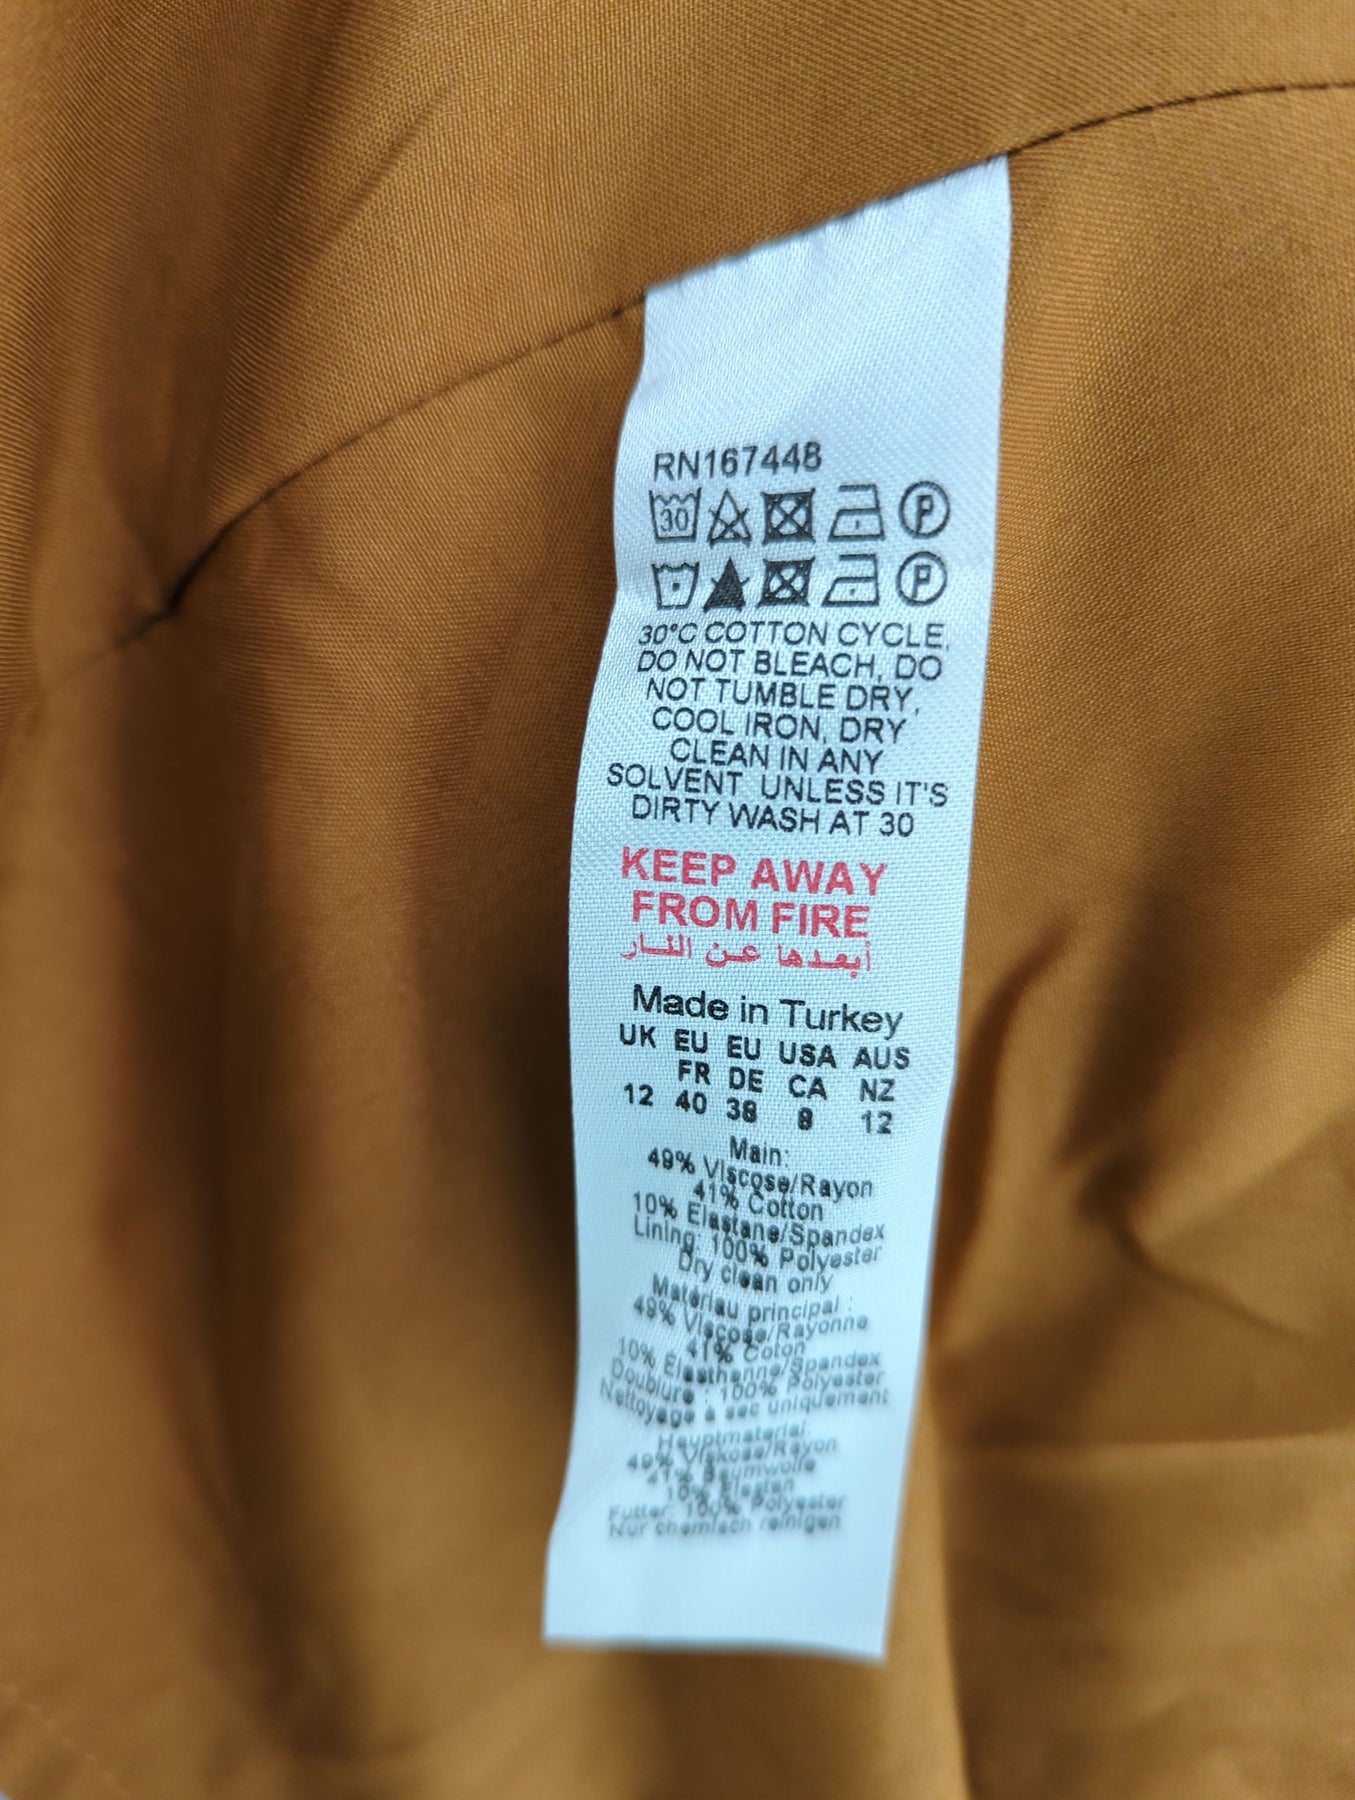 RN167448
30
30°C COTTON CYCLE,
DO NOT BLEACH, DO
NOT TUMBLE DRY,
COOL IRON, DRY
CLEAN IN ANY
SOLVENT UNLESS IT'S
DIRTY WASH AT 30
KEEP AWAY
FROM FIRE
أبعدها عن النار
Made in Turkey
UK EU EU USA AUS
FR DE CA NZ
12 40 38 8 12
Main:
49% Viscose/Rayon
41% Cotton
10% Elastane/Spandex
Lining: 100% Polyester
Dry clean only
Matériau principal :
49% Viscose/Rayonne
41% Coton
10% Élasthanne/Spandex
Doublure : 100% Polyester
Nettoyage à sec uniquement
Hauptmaterial:
49% Viskose/Rayon
41% Baumwolle
10% Elastan
Futter: 100% Polyester
Nur chemisch reinigen